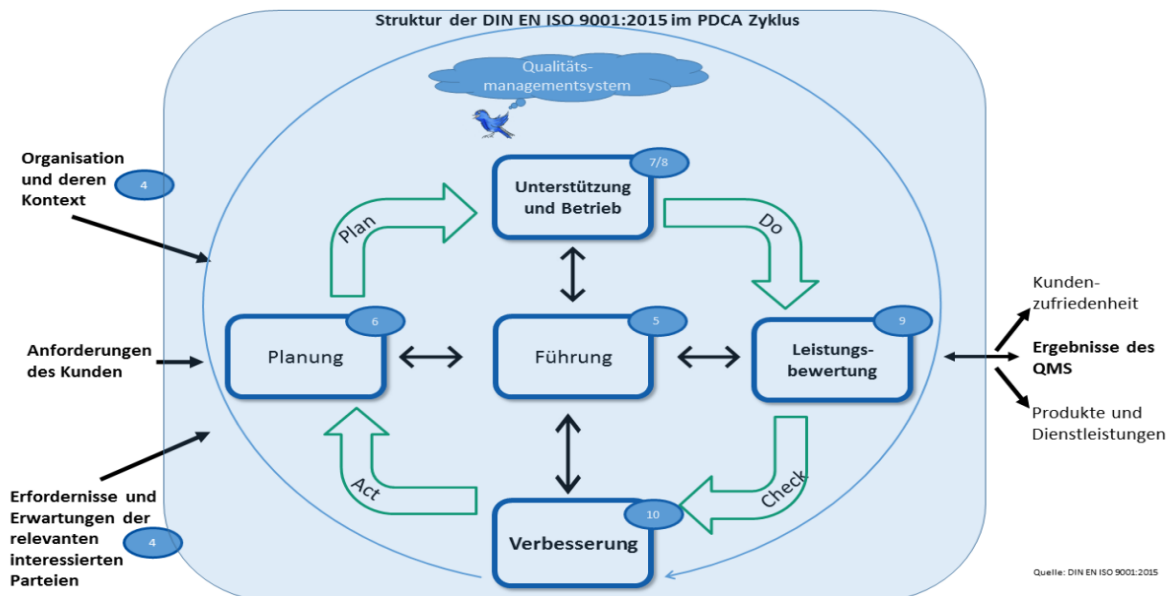 Struktur der DIN EN ISO 9001:2015 im PDCA Zyklus
Qualitäts-
managementsystem
Organisation
und deren
Kontext
4
Anforderungen
des Kunden
Erfordernisse und
Erwartungen der
relevanten
interessierten
Parteien
4
7/8
Unterstützung
und Betrieb
Plan
Do
6
Planung
5
Führung
9
Leistungs-
bewertung
Act
Check
10
Verbesserung
Kunden-
zufriedenheit
Ergebnisse des
QMS
Produkte und
Dienstleistungen
Quelle: DIN EN ISO 9001:2015